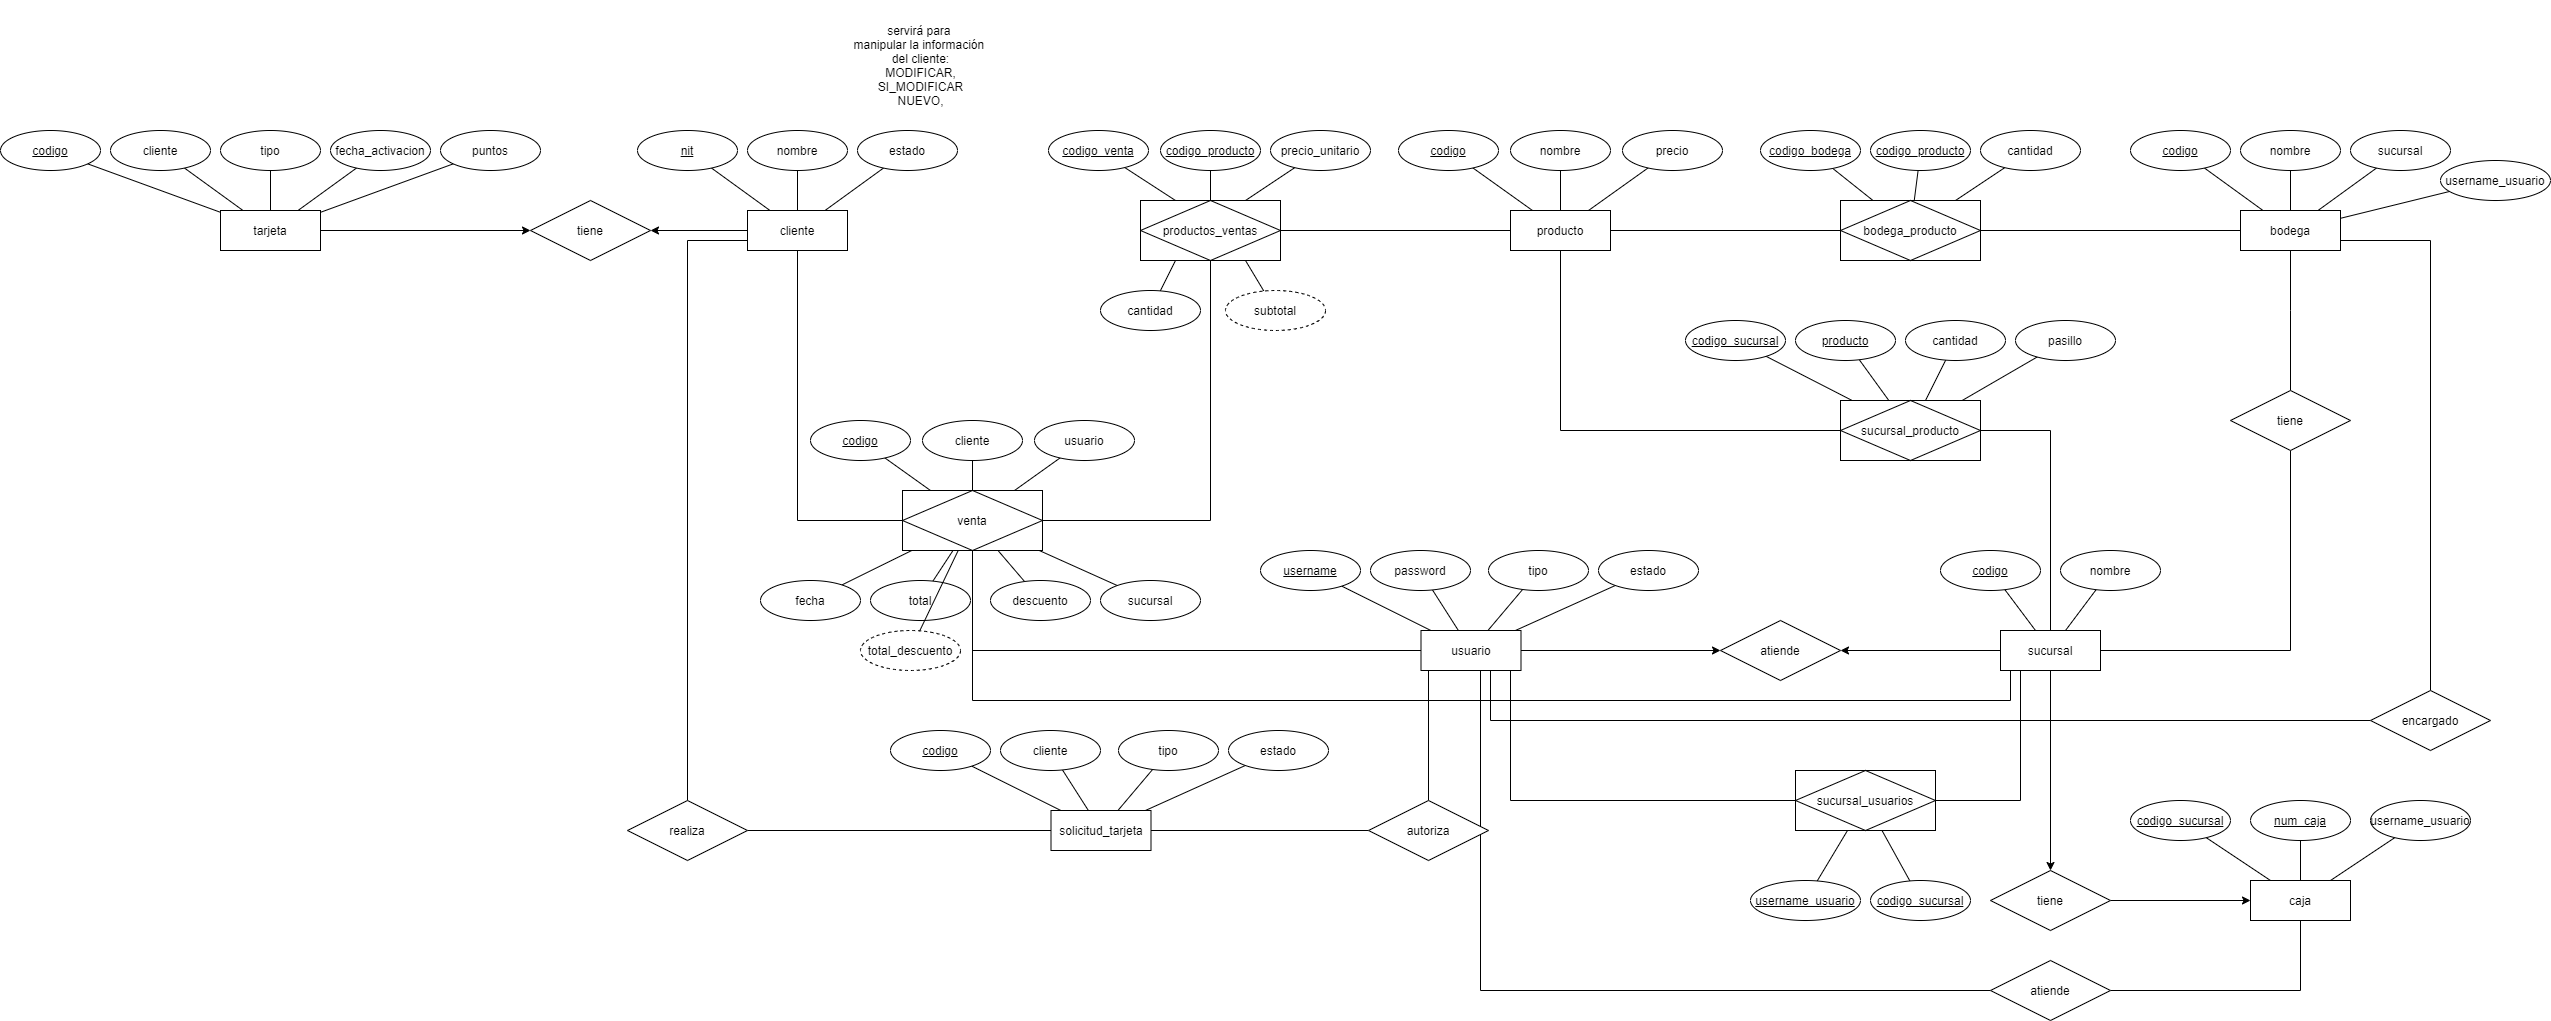 servirá para
manipular la información
del cliente:
MODIFICAR,
SI_MODIFICAR
NUEVO,
codigo
cliente
tipo
fecha_activacion
puntos
nit
nombre
estado
codigo_venta
codigo_producto
precio_unitario
codigo
nombre
precio
codigo_bodega
codigo_producto
cantidad
codigo
nombre
sucursal
username_usuario
tarjeta
tiene
cliente
productos_ventas
producto
bodega_producto
bodega
cantidad
subtotal
codigo_sucursal
producto
cantidad
pasillo
sucursal_producto
tiene
codigo
cliente
usuario
venta
fecha
total
descuento
sucursal
total_descuento
username
password
tipo
estado
codigo
nombre
usuario
atiende
sucursal
encargado
codigo
cliente
tipo
estado
realiza
solicitud_tarjeta
autoriza
sucursal_usuarios
username_usuario
codigo_sucursal
codigo_sucursal
num_caja
username_usuario
tiene
caja
atiende